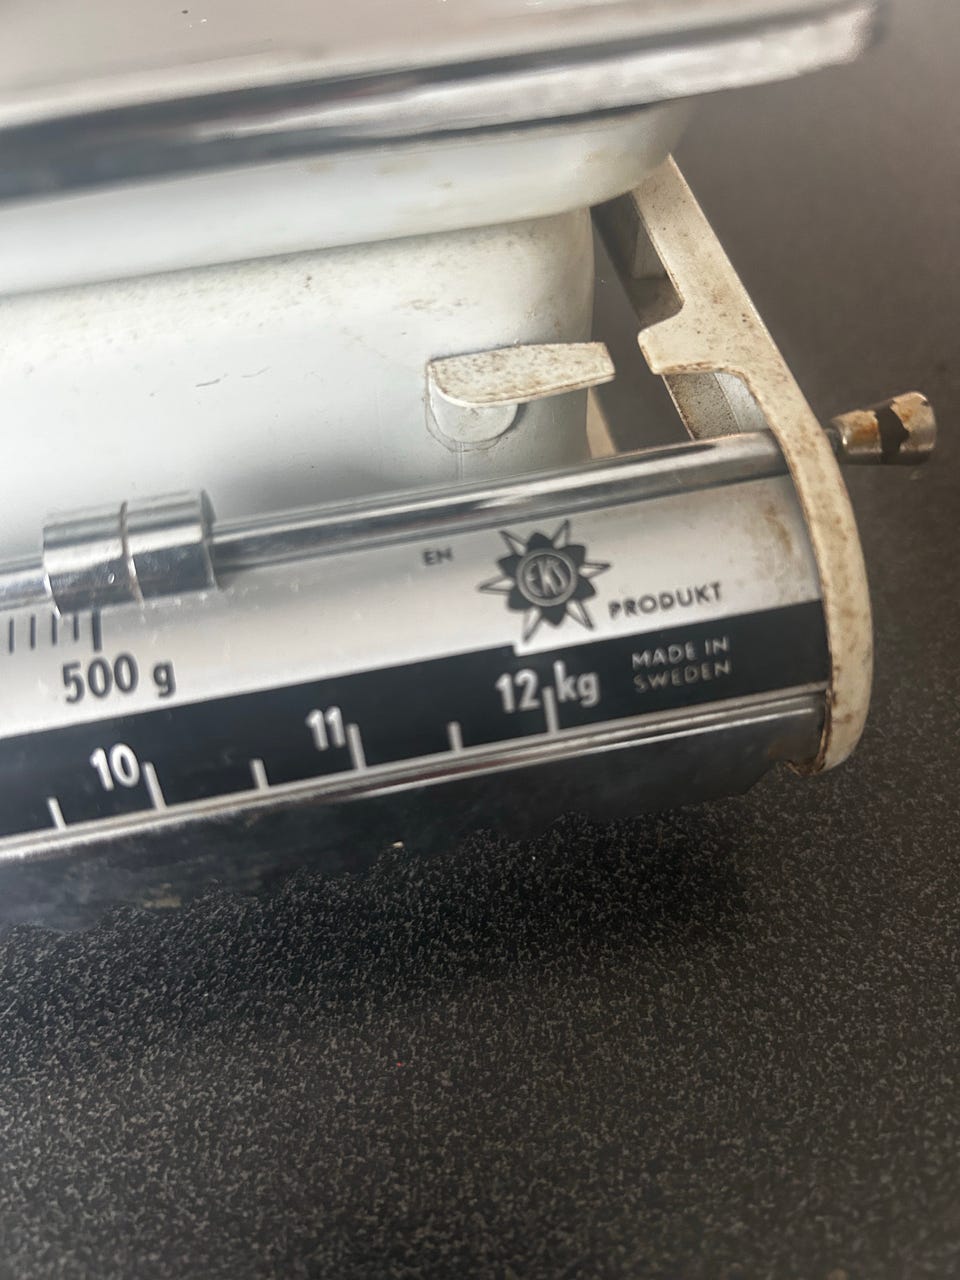 EN EKS PRODUKT
500 g
MADE IN
SWEDEN
10 11 12 kg